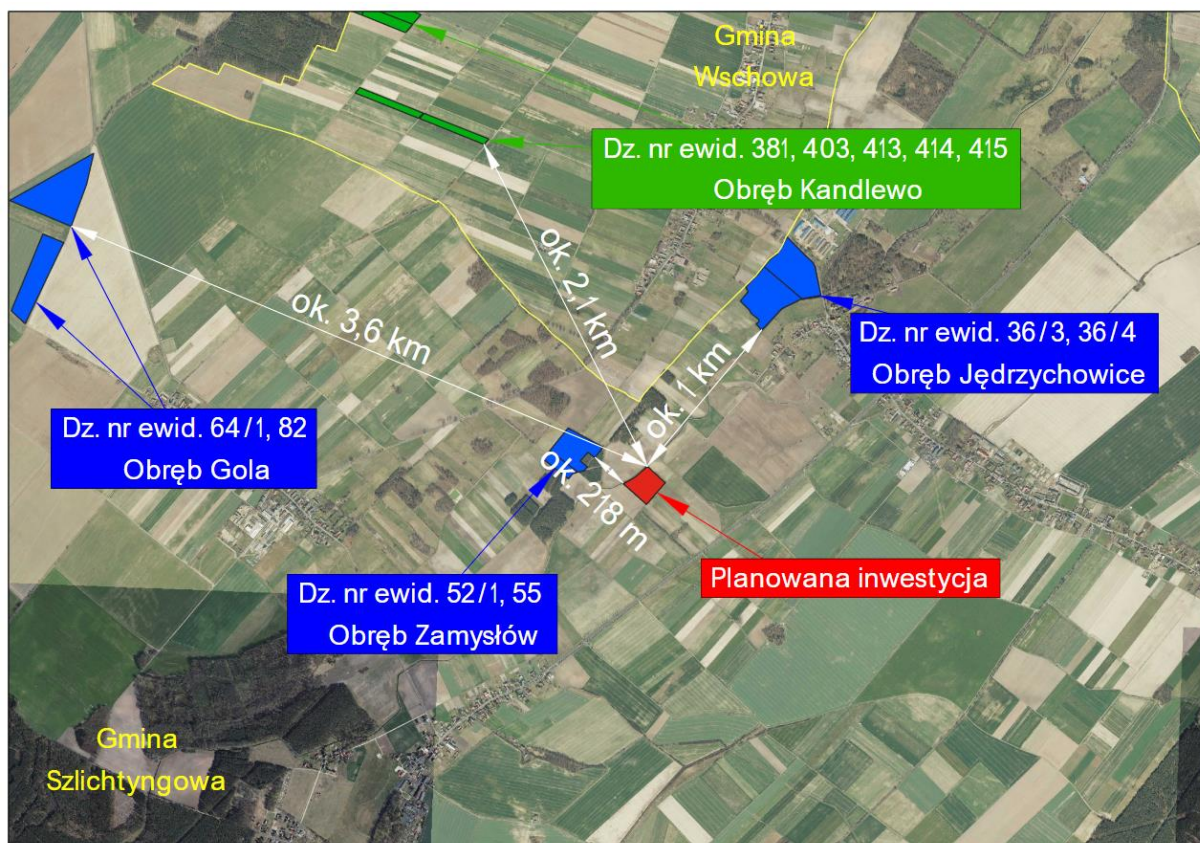 Gmina
Wschowa
Dz. nr ewid. 381, 403, 413, 414, 415
Obręb Kandlewo
ok. 2,1 km
ok. 3,6 km
ok. 1 km
Dz. nr ewid. 36/3, 36/4
Obręb Jędrzychowice
Dz. nr ewid. 64/1, 82
Obręb Gola
ok. 218 m
Planowana inwestycja
Dz. nr ewid. 52/1, 55
Obręb Zamysłów
Gmina
Szlichtyngowa